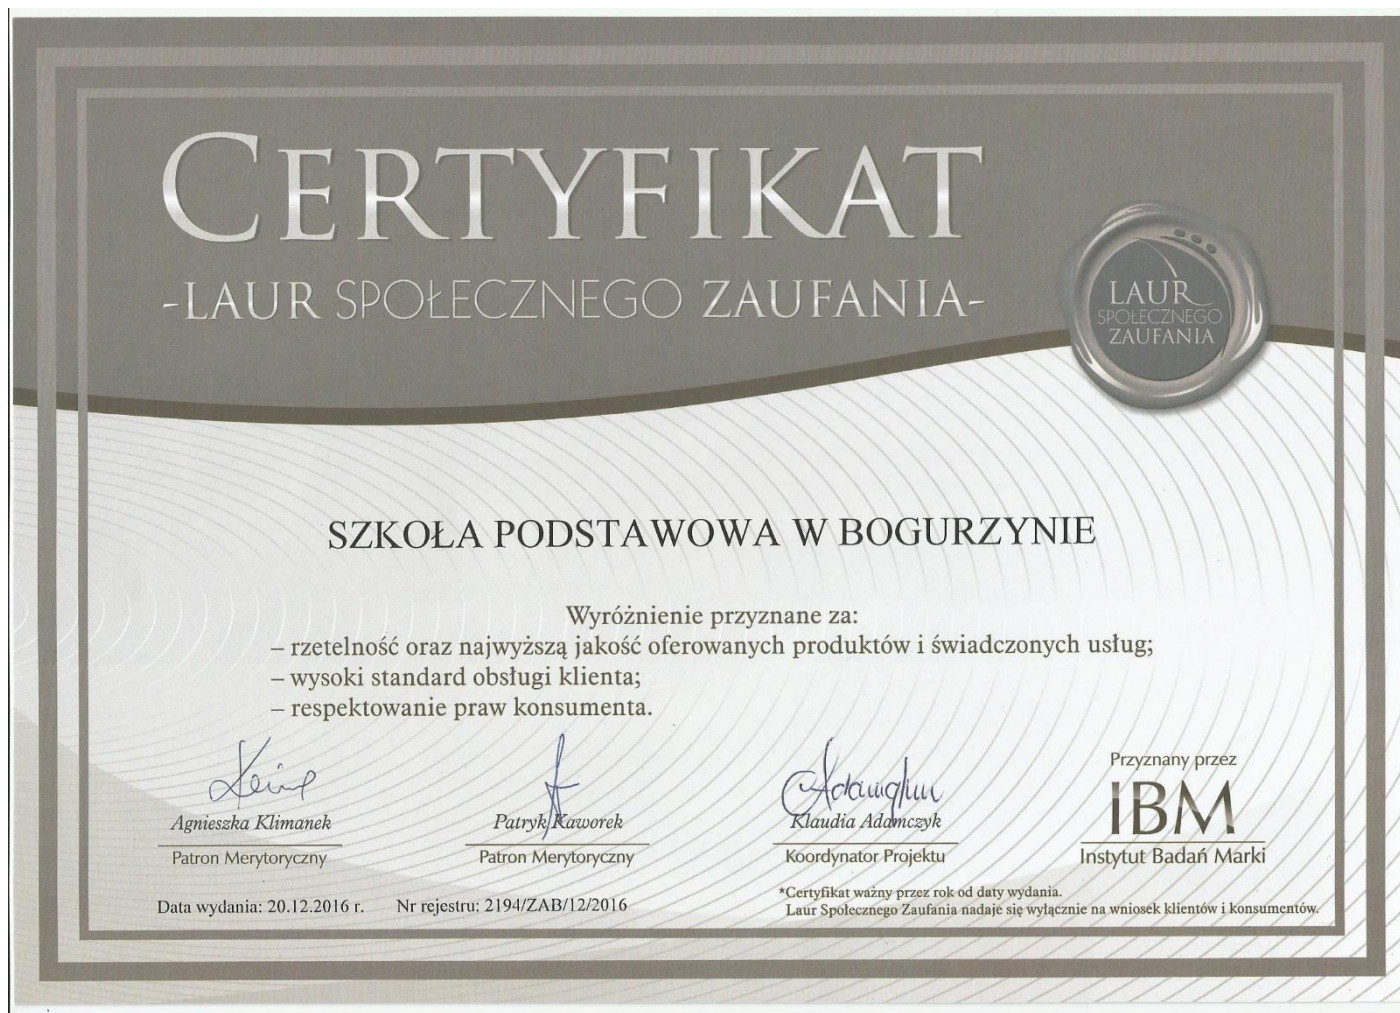 CERTYFIKAT
-LAUR SPOŁECZNEGO ZAUFANIA-
LAUR
SPOŁECZNEGO
ZAUFANIA
SZKOŁA PODSTAWOWA W BOGURZYNIE
Wyróżnienie przyznane za:
– rzetelność oraz najwyższą jakość oferowanych produktów i świadczonych usług;
– wysoki standard obsługi klienta;
– respektowanie praw konsumenta.
Agnieszka Klimanek
Patron Merytoryczny
Patryk Kaworek
Patron Merytoryczny
Klaudia Adamczyk
Koordynator Projektu
Przyznany przez
IBM
Instytut Badań Marki
Data wydania: 20.12.2016 r. Nr rejestru: 2194/ZAB/12/2016
*Certyfikat ważny przez rok od daty wydania.
Laur Społecznego Zaufania nadaje się wyłącznie na wniosek klientów i konsumentów.